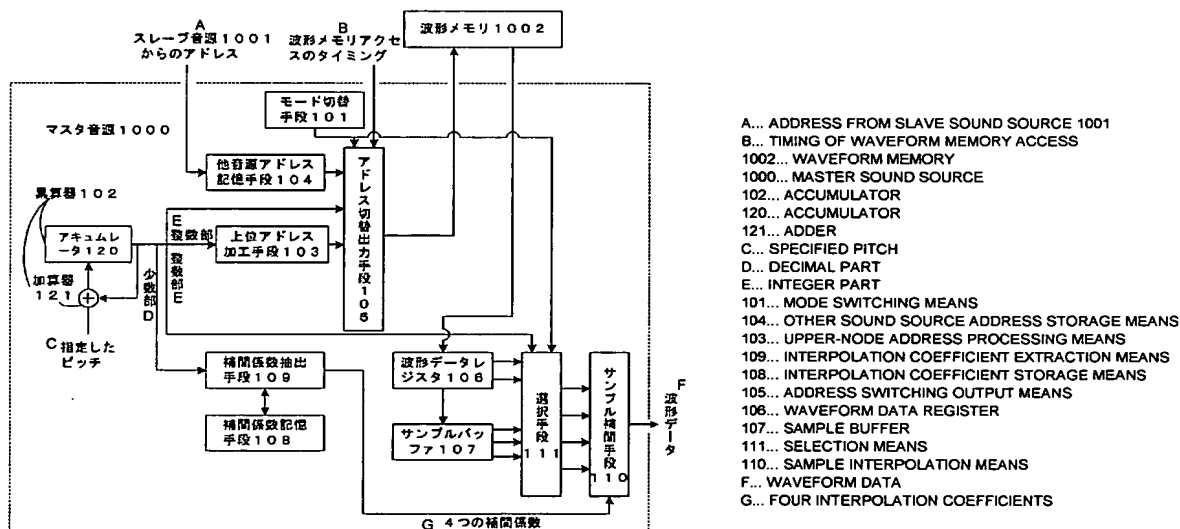 A
スレーブ音源1001
からのアドレス
B
波形メモリアクセ
スのタイミング
波形メモリ1002
モード切替
手段101
マスタ音源1000
他音源アドレス
記憶手段104
累算器102
アキュムレ
ータ120
加算器
121
C 指定した
ピッチ
E
整数部
整数部E
少数部D
上位アドレス
加工手段103
アドレス切替出力手段105
補間係数抽出
手段109
補間係数記憶
手段108
波形データレ
ジスタ106
サンプルバッ
ファ107
選択手段
111
サンプル補間手段
110
F
波形データ
G 4つの補間係数
A... ADDRESS FROM SLAVE SOUND SOURCE 1001
B... TIMING OF WAVEFORM MEMORY ACCESS
1002... WAVEFORM MEMORY
1000... MASTER SOUND SOURCE
102... ACCUMULATOR
120... ACCUMULATOR
121... ADDER
C... SPECIFIED PITCH
D... DECIMAL PART
E... INTEGER PART
101... MODE SWITCHING MEANS
104... OTHER SOUND SOURCE ADDRESS STORAGE MEANS
103... UPPER-NODE ADDRESS PROCESSING MEANS
109... INTERPOLATION COEFFICIENT EXTRACTION MEANS
108... INTERPOLATION COEFFICIENT STORAGE MEANS
105... ADDRESS SWITCHING OUTPUT MEANS
106... WAVEFORM DATA REGISTER
107... SAMPLE BUFFER
111... SELECTION MEANS
110... SAMPLE INTERPOLATION MEANS
F... WAVEFORM DATA
G... FOUR INTERPOLATION COEFFICIENTS